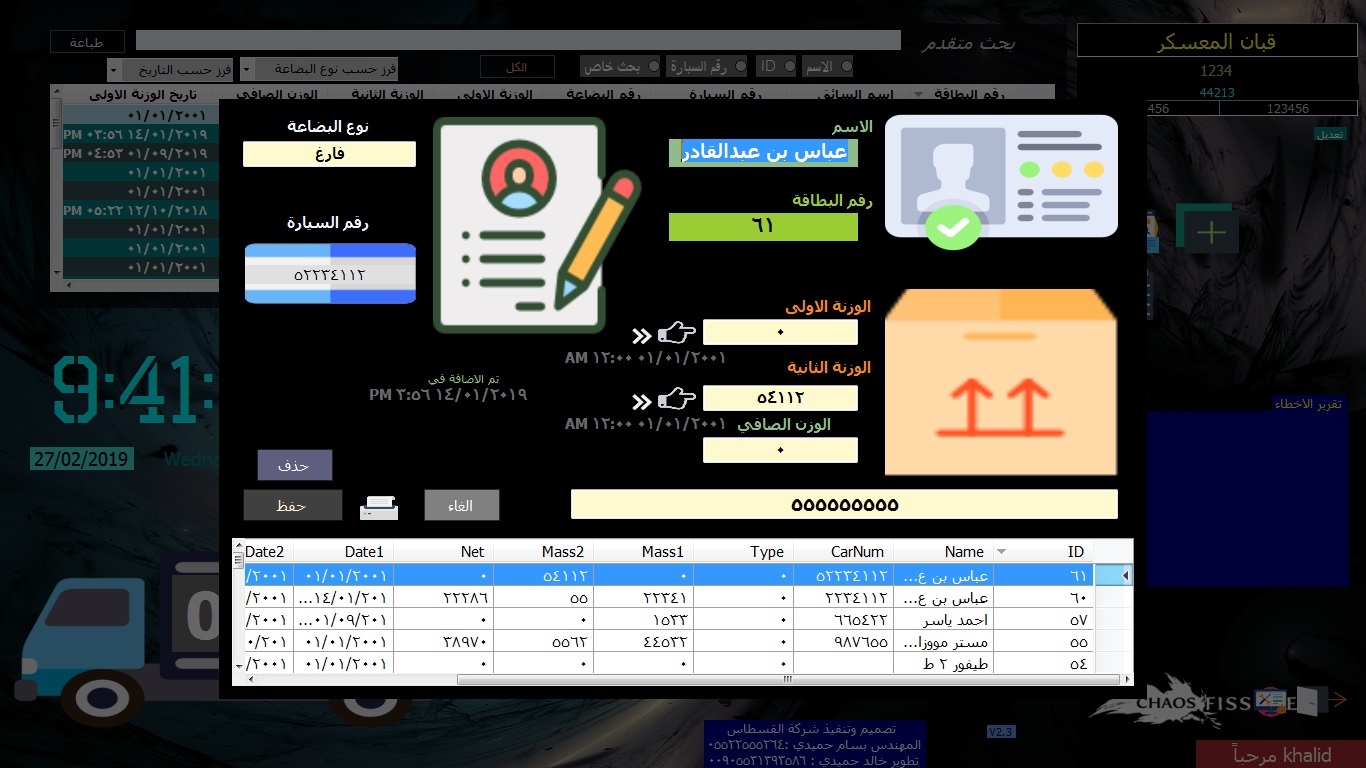 قبان المعسكر
1234
44213
123456
456
تعديل
بحث متقدم
طباعة
الاسم
ID
رقم السيارة
بحث خاص
الكل
فرز حسب نوع البضاعة
فرز حسب التاريخ
رقم البطاقة
اسم السائق
رقم السيارة
رقم البضاعة
الوزنة الاولى
الوزنة الثانية
الوزن الصافي
تاريخ الوزنة الاولى
٠١/٠١/٢٠٠١
PM ٠٣:٥٦ ١٤/٠١/٢٠١٩
PM ٠٤:٥٣ ٠١/٠٩/٢٠١٩
٠١/٠١/٢٠٠١
٠١/٠١/٢٠٠١
PM ٠٥:٢٢ ١٢/١٠/٢٠١٨
٠١/٠١/٢٠٠١
٠١/٠١/٢٠٠١
٠١/٠١/٢٠٠١
الاسم
عباس بن عبدالقادر
رقم البطاقة
٦١
نوع البضاعة
فارغ
رقم السيارة
٥٢٢٣٤١١٢
الوزنة الاولى
٠
AM ١٢:٠٠ ٠١/٠١/٢٠٠١
الوزنة الثانية
٥٤١١٢
AM ١٢:٠٠ ٠١/٠١/٢٠٠١
الوزن الصافي
٠
تم الاضافة في
PM ٣:٥٦ ١٤/٠١/٢٠١٩
حذف
حفظ
الغاء
٥٥٥٥٥٥٥٥٥
ID Name CarNum Type Mass1 Mass2 Net Date1 Date2
٦١ عباس بن ع... ٥٢٢٣٤١١٢ ٠ ٠ ٥٤١١٢ ٠ ٠١/٠١/٢٠٠١ /٢٠٠١
٦٠ عباس بن ع... ٢٢٣٤١١٢ ٠ ٢٢٣٤١ ٥٥ ٢٢٢٨٦ ١٤/٠١/٢٠١... /٢٠٠١
٥٧ احمد ياسر ٦٦٥٤٢٢ ٠ ١٥٣٣ ٠ ٠ ٠١/٠٩/٢٠١... /٢٠٠١
٥٥ مستر مووزا... ٩٨٧٦٥٥ ٠ ٤٤٥٣٢ ٥٥٦٢ ٣٨٩٧٠ ٠١/٠١/٢٠٠١ ٠/٢٠١
٥٤ طيفور ٢ ط ٠ ٠ ٠ ٠ ٠١/٠١/٢٠٠١ /٢٠٠١
9:41:
27/02/2019
Wedn
0
تقرير الاخطاء
CHAOS FISS E
V2.3
تصميم وتنفيذ شركة القسطاس
المهندس بسام حميدي :٠٥٥٢٢٥٥٥٢٦٤
تطوير خالد حميدي : ٠٠٩٠٥٥٣١٣٩٣٥٨٦
khalid مرحباً